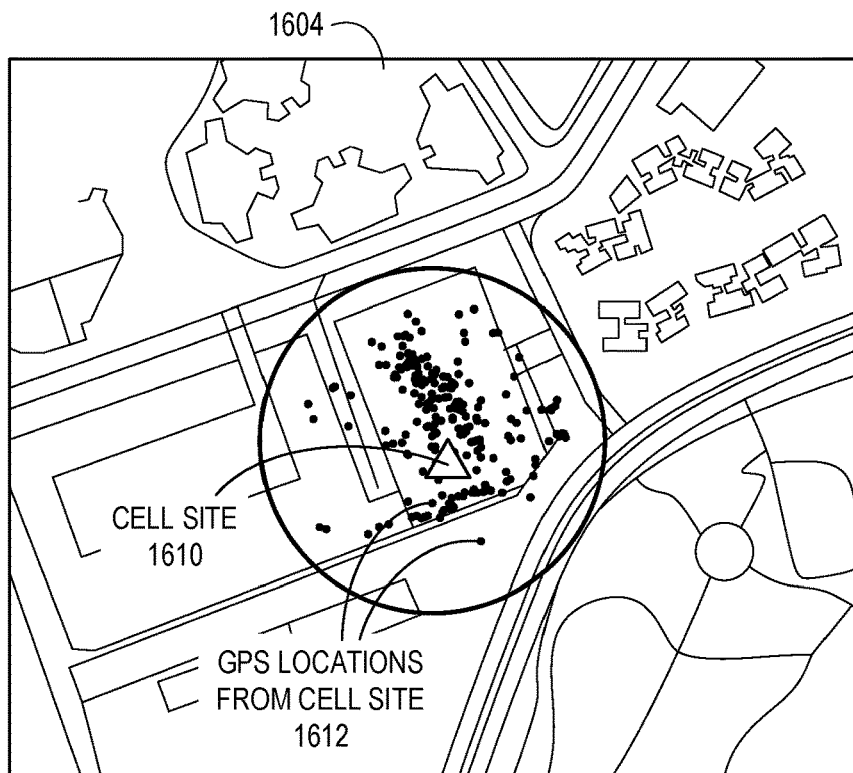 1604
CELL SITE
1610
GPS LOCATIONS
FROM CELL SITE
1612